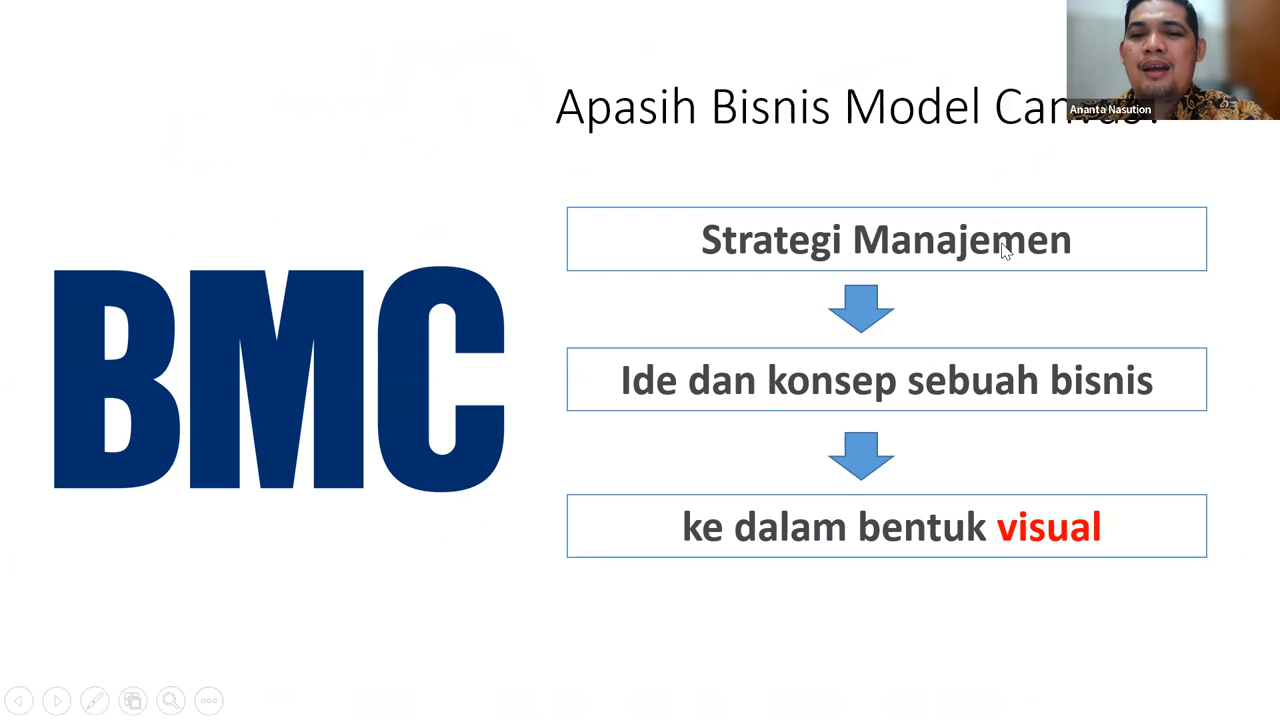 Apasih Bisnis Model Canvas?
Ananta Nasution
BMC
Strategi Manajemen
Ide dan konsep sebuah bisnis
ke dalam bentuk visual